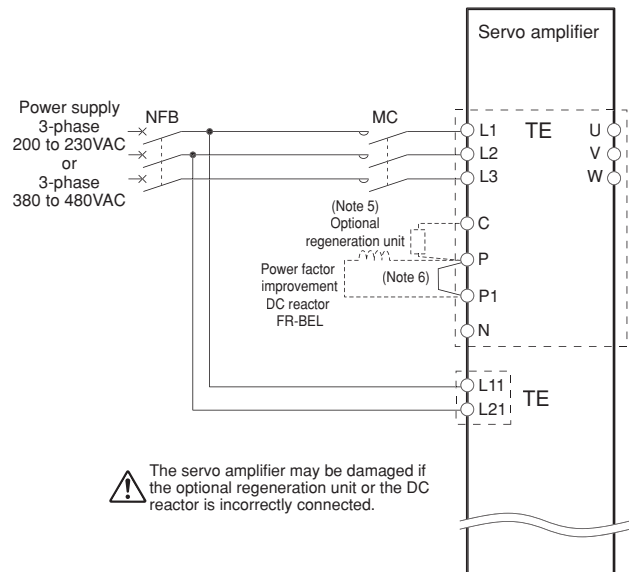 Servo amplifier
Power supply
3-phase
200 to 230VAC
or
3-phase
380 to 480VAC
NFB
MC
L1
TE
U
L2
V
L3
W
(Note 5)
Optional
regeneration unit
C
P
Power factor
improvement
DC reactor
FR-BEL
(Note 6)
P1
N
L11
TE
L21
The servo amplifier may be damaged if
the optional regeneration unit or the DC
reactor is incorrectly connected.